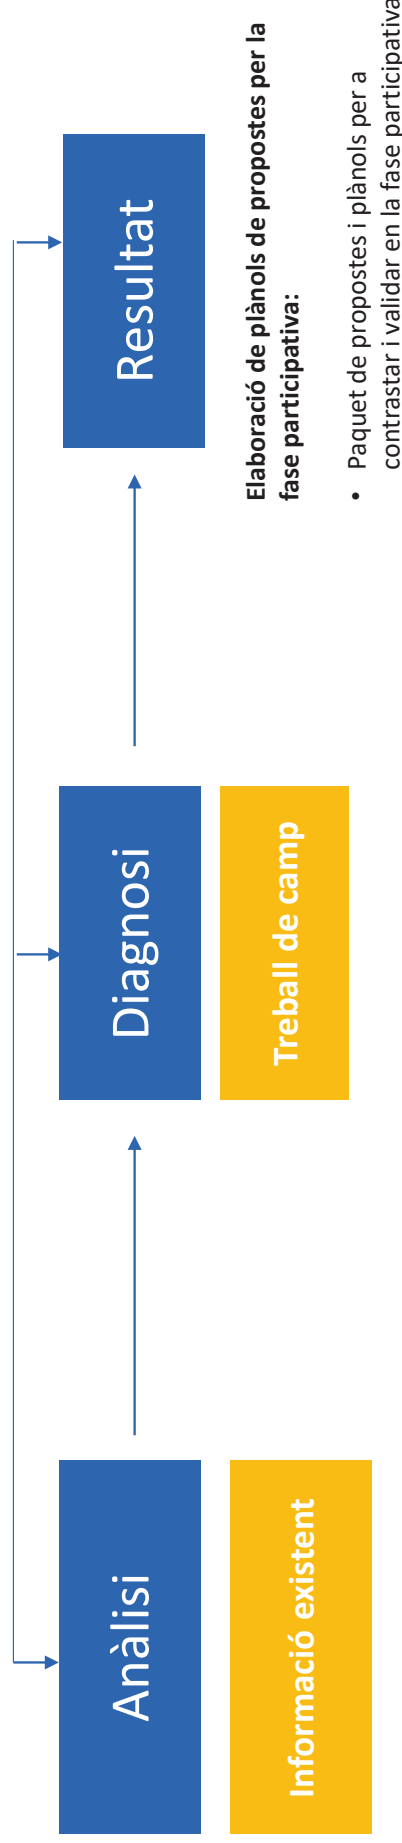 Anàlisi
Informació existent
Diagnosi
Treball de camp
Resultat
Elaboració de plànols de propostes per la
fase participativa:
• Paquet de propostes i plànols per a
contrastar i validar en la fase participativa